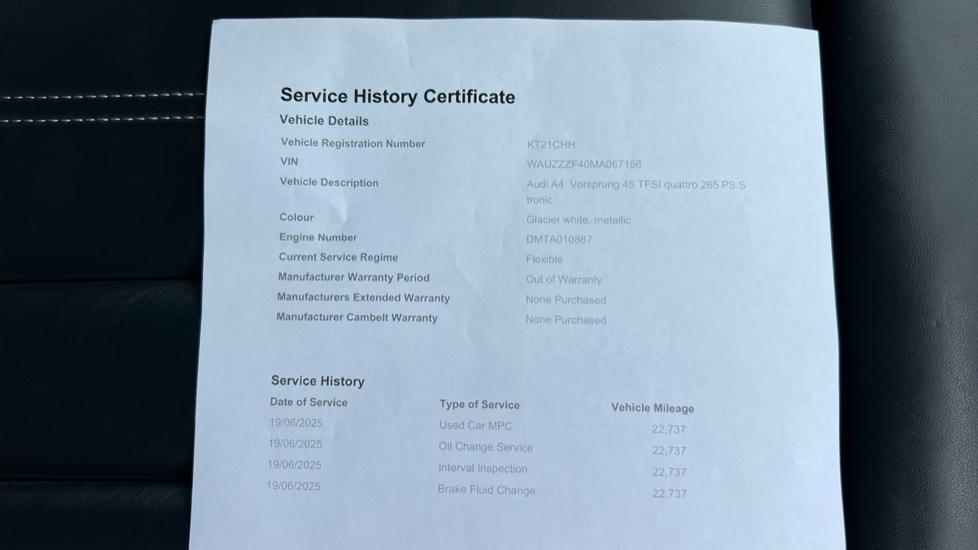 Service History Certificate
Vehicle Details
Vehicle Registration Number KT21CHH
VIN WAUZZZF40MA067156
Vehicle Description Audi A4 Vorsprung 45 TFSI quattro 265 PS S
tronic
Colour Glacier white, metallic
Engine Number DMTA010887
Current Service Regime Flexible
Manufacturer Warranty Period Out of Warranty
Manufacturers Extended Warranty None Purchased
Manufacturer Cambelt Warranty None Purchased
Service History
Date of Service Type of Service Vehicle Mileage
19/06/2025 Used Car MPC 22,737
19/06/2025 Oil Change Service 22,737
19/06/2025 Interval Inspection 22,737
19/06/2025 Brake Fluid Change 22,737